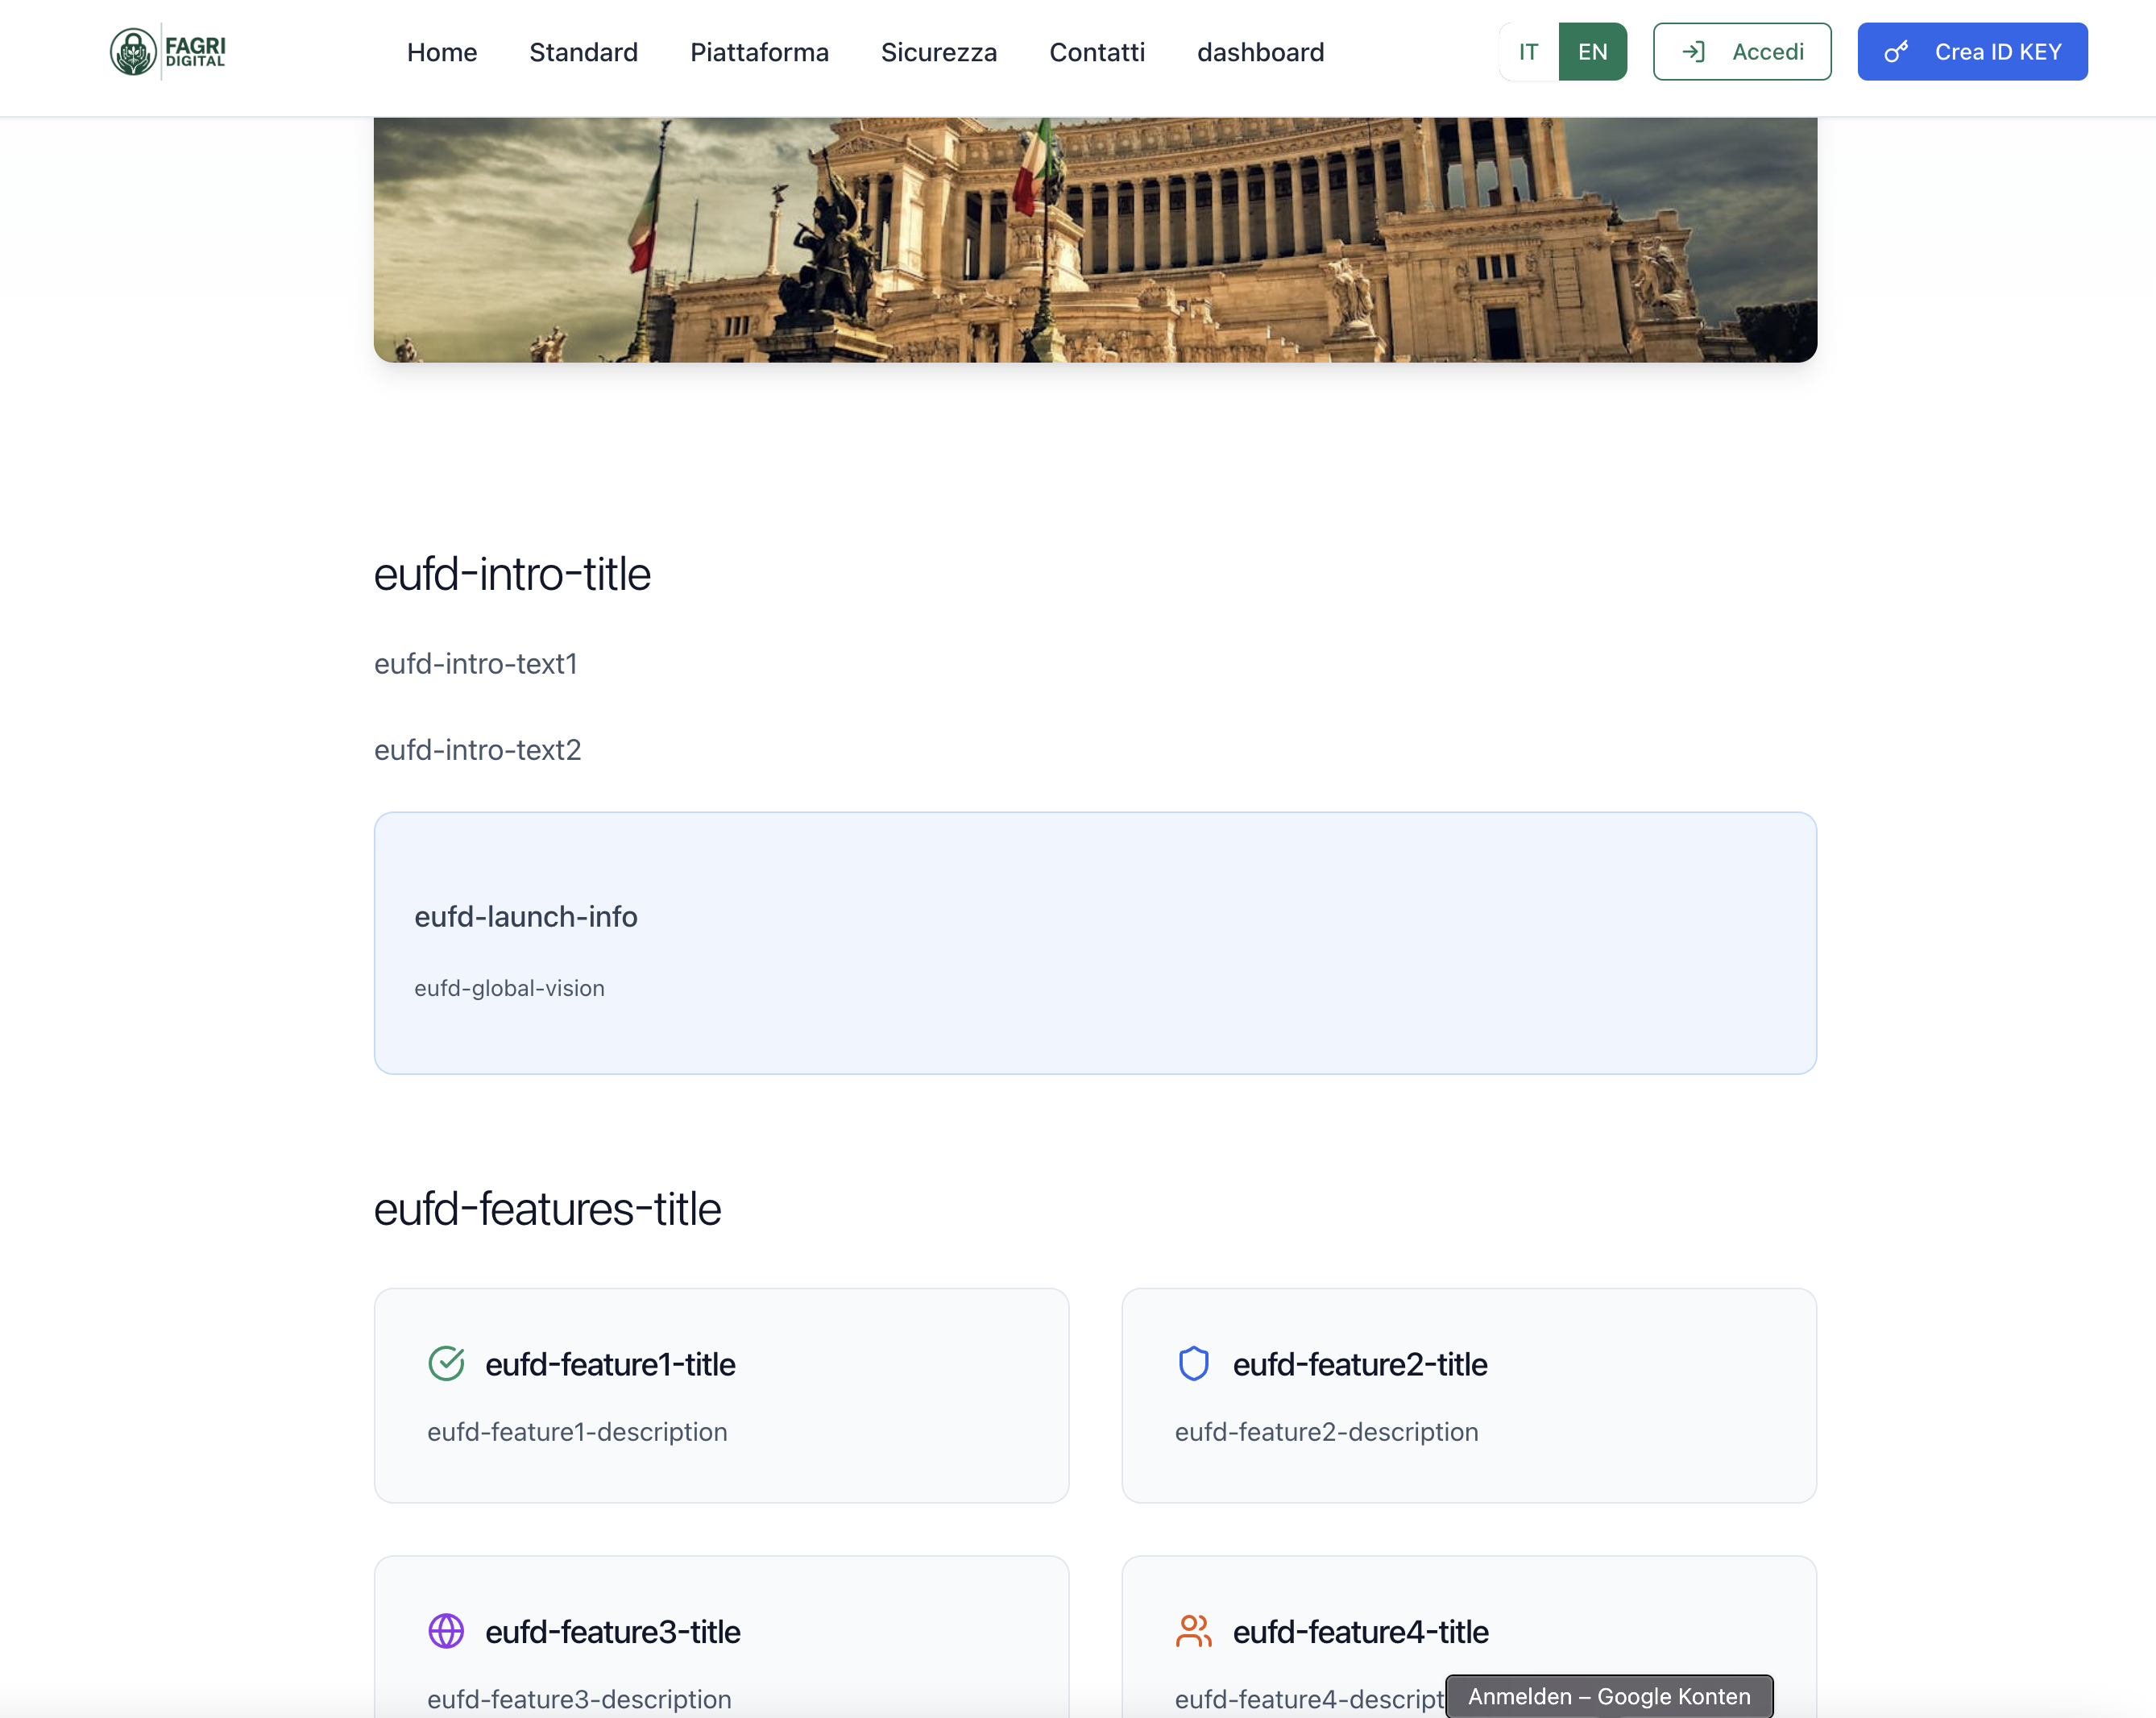 FAGRI
DIGITAL
Home
Standard
Piattaforma
Sicurezza
Contatti
dashboard
IT
EN
Accedi
Crea ID KEY
eufd-intro-title
eufd-intro-text1
eufd-intro-text2
eufd-launch-info
eufd-global-vision
eufd-features-title
eufd-feature1-title
eufd-feature1-description
eufd-feature2-title
eufd-feature2-description
eufd-feature3-title
eufd-feature3-description
eufd-feature4-title
eufd-feature4-descript
Anmelden – Google Konten